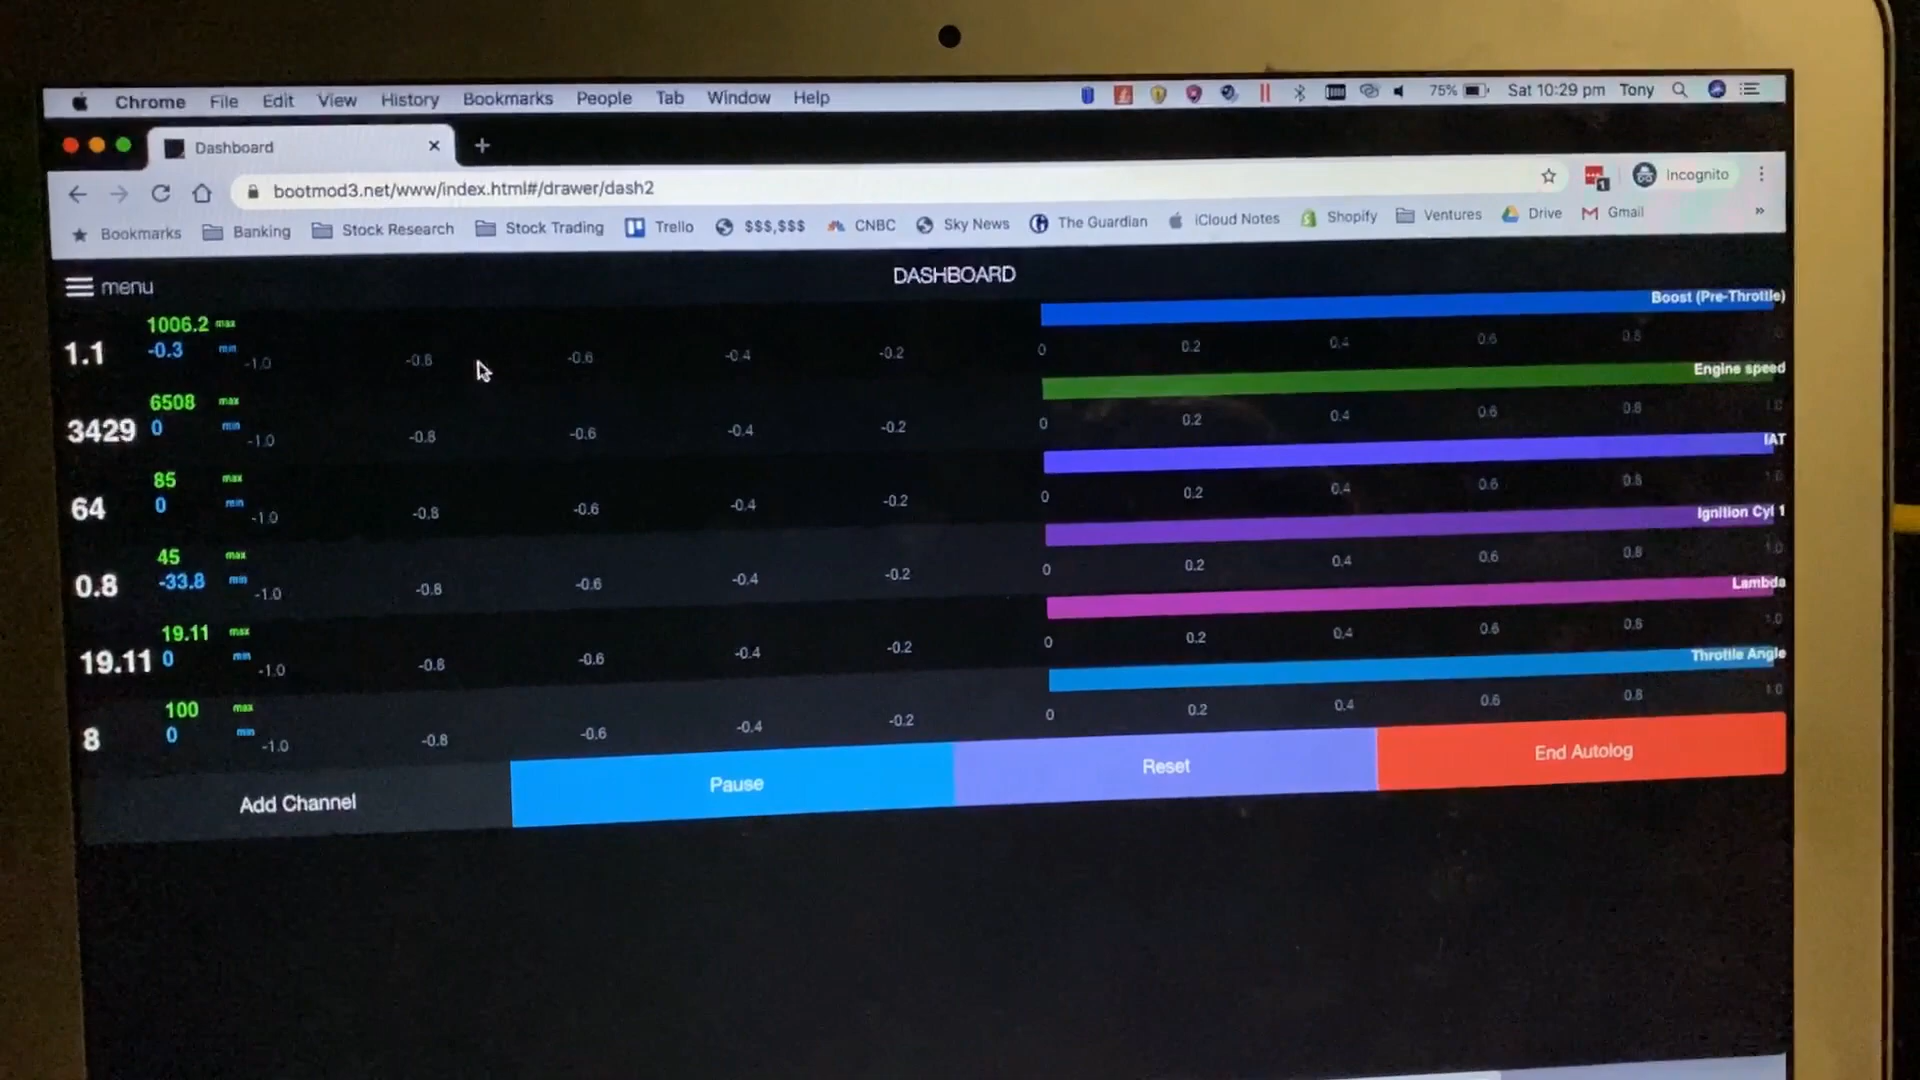 Chrome File Edit View History Bookmarks People Tab Window Help 75% Sat 10:29 pm Tony
Dashboard
bootmod3.net/www/index.html#/drawer/dash2 Incognito
Bookmarks Banking Stock Research Stock Trading Trello $$$,$$$ CNBC Sky News The Guardian iCloud Notes Shopify Ventures Drive Gmail »
menu DASHBOARD
Boost (Pre-Throttle)
1.1 1006.2 max
-0.3 min
-1.0 -0.8 -0.6 -0.4 -0.2 0 0.2 0.4 0.6 0.8
Engine speed
3429 6508 max
0 min
-1.0 -0.8 -0.6 -0.4 -0.2 0 0.2 0.4 0.6 0.8 1.0
IAT
64 85 max
0 min
-1.0 -0.8 -0.6 -0.4 -0.2 0 0.2 0.4 0.6 0.8 1.0
Ignition Cyl 1
0.8 45 max
-33.8 min
-1.0 -0.8 -0.6 -0.4 -0.2 0 0.2 0.4 0.6 0.8 1.0
Lambda
19.11 19.11 max
0 min
-1.0 -0.8 -0.6 -0.4 -0.2 0 0.2 0.4 0.6 0.8 1.0
Throttle Angle
8 100 max
0 min
-1.0 -0.8 -0.6 -0.4 -0.2 0 0.2 0.4 0.6 0.8 1.0
Add Channel Pause Reset End Autolog